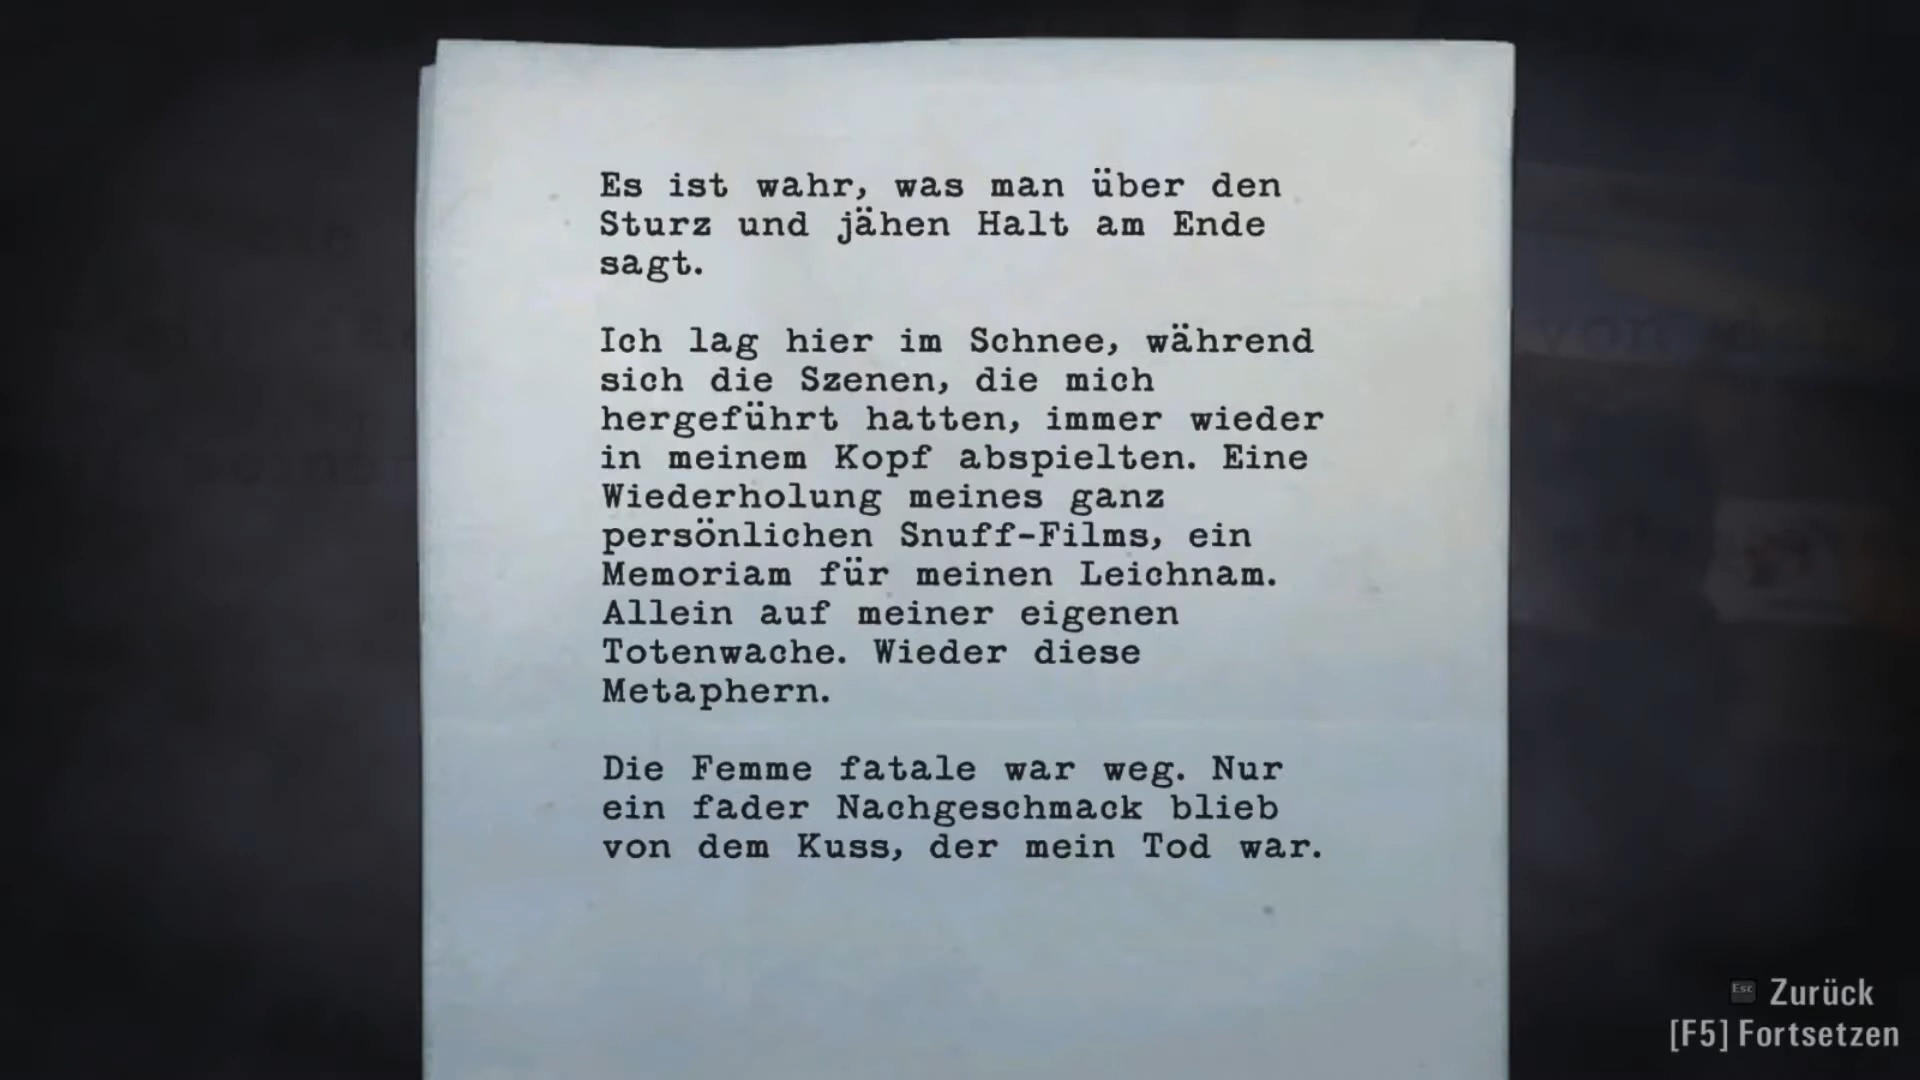 Es ist wahr, was man über den
Sturz und jähen Halt am Ende
sagt.
Ich lag hier im Schnee, während
sich die Szenen, die mich
hergeführt hatten, immer wieder
in meinem Kopf abspielten. Eine
Wiederholung meines ganz
persönlichen Snuff-Films, ein
Memoriam für meinen Leichnam.
Allein auf meiner eigenen
Totenwache. Wieder diese
Metaphern.
Die Femme fatale war weg. Nur
ein fader Nachgeschmack blieb
von dem Kuss, der mein Tod war.
Esc Zurück
[F5] Fortsetzen